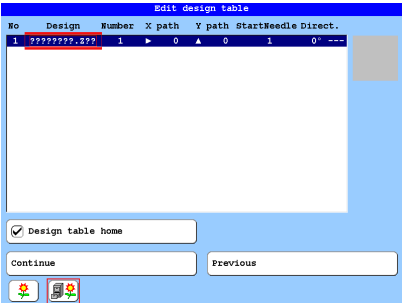 Edit design table
No Design Number X path Y path StartNeedle Direct.
1 ????????.Z?? 1 ► 0 ▲ 0 1 0° ---
Design table home
Continue Previous